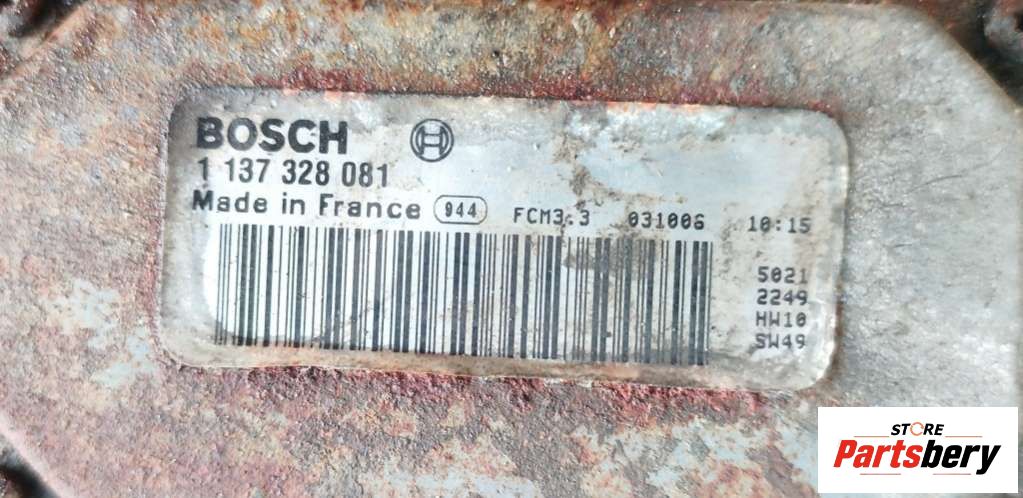 BOSCH
1 137 328 081
Made in France 944 FCM3.3 031006 10:15
5021
2249
HW10
SW49
STORE
Partsbery